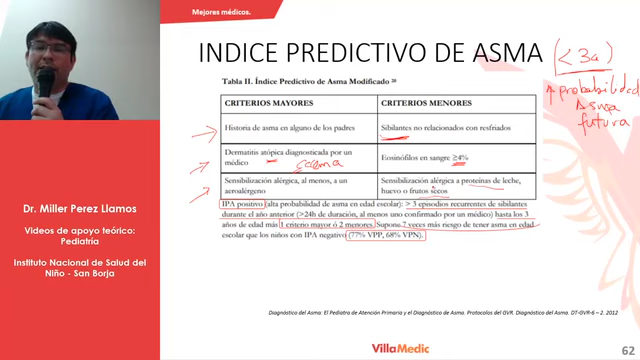 Mejores médicos.
INDICE PREDICTIVO DE ASMA
(< 3a)
↑ probabilidad
Asma
futura
Tabla II. Índice Predictivo de Asma Modificado 20
CRITERIOS MAYORES
CRITERIOS MENORES
Historia de asma en alguno de los padres
Sibilantes no relacionados con resfriados
Dermatitis atópica diagnosticada por un
médico
eczema
Eosinófilos en sangre ≥4%
Sensibilización alérgica, al menos, a un
aeroalérgeno
Sensibilización alérgica a proteínas de leche,
huevo o frutos secos
IPA positivo (alta probabilidad de asma en edad escolar): > 3 episodios recurrentes de sibilantes
durante el año anterior (>24h de duración, al menos uno confirmado por un médico) hasta los 3
años de edad más 1 criterio mayor ó 2 menores. Supone 7 veces más riesgo de tener asma en edad
escolar que los niños con IPA negativo (77% VPP, 68% VPN).
Dr. Miller Perez Llamos
Videos de apoyo teórico:
Pediatría
Instituto Nacional de Salud del
Niño - San Borja
Diagnóstico del Asma: El Pediatra de Atención Primaria y el Diagnóstico de Asma. Protocolos del GVR. Diagnóstico del Asma. DT-GVR-6 – 2. 2012
VillaMedic
62